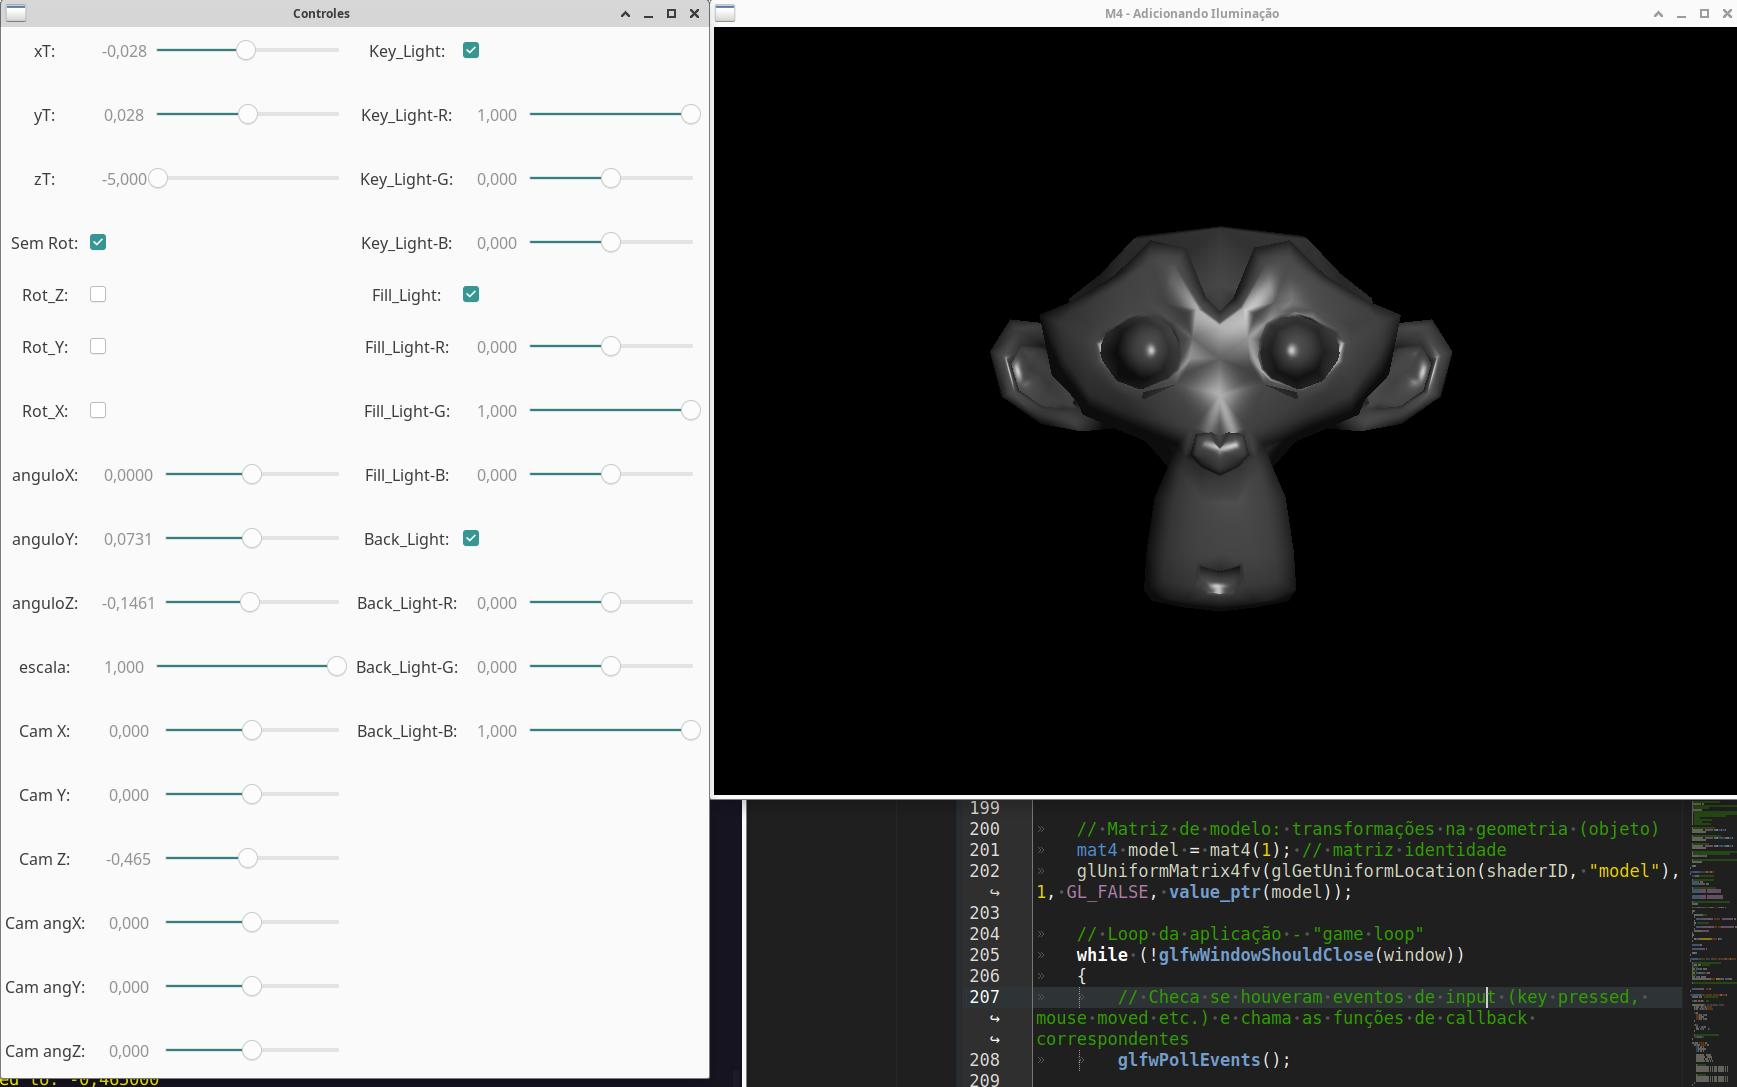 Controles
xT: -0,028
Key_Light:
yT: 0,028
Key_Light-R: 1,000
zT: -5,000
Key_Light-G: 0,000
Sem Rot:
Key_Light-B: 0,000
Rot_Z:
Fill_Light:
Rot_Y:
Fill_Light-R: 0,000
Rot_X:
Fill_Light-G: 1,000
anguloX: 0,0000
Fill_Light-B: 0,000
anguloY: 0,0731
Back_Light:
anguloZ: -0,1461
Back_Light-R: 0,000
escala: 1,000
Back_Light-G: 0,000
Cam X: 0,000
Back_Light-B: 1,000
Cam Y: 0,000
Cam Z: -0,465
Cam angX: 0,000
Cam angY: 0,000
Cam angZ: 0,000
ed to: -0,465000
M4 - Adicionando Iluminação
199
200 // Matriz de modelo: transformações na geometria (objeto)
201 mat4 model = mat4(1); // matriz identidade
202 glUniformMatrix4fv(glGetUniformLocation(shaderID, "model"),
1, GL_FALSE, value_ptr(model));
203
204 // Loop da aplicação - "game loop"
205 while (!glfwWindowShouldClose(window))
206 {
207 // Checa se houveram eventos de input (key pressed,
mouse moved etc.) e chama as funções de callback
correspondentes
208 glfwPollEvents();
209